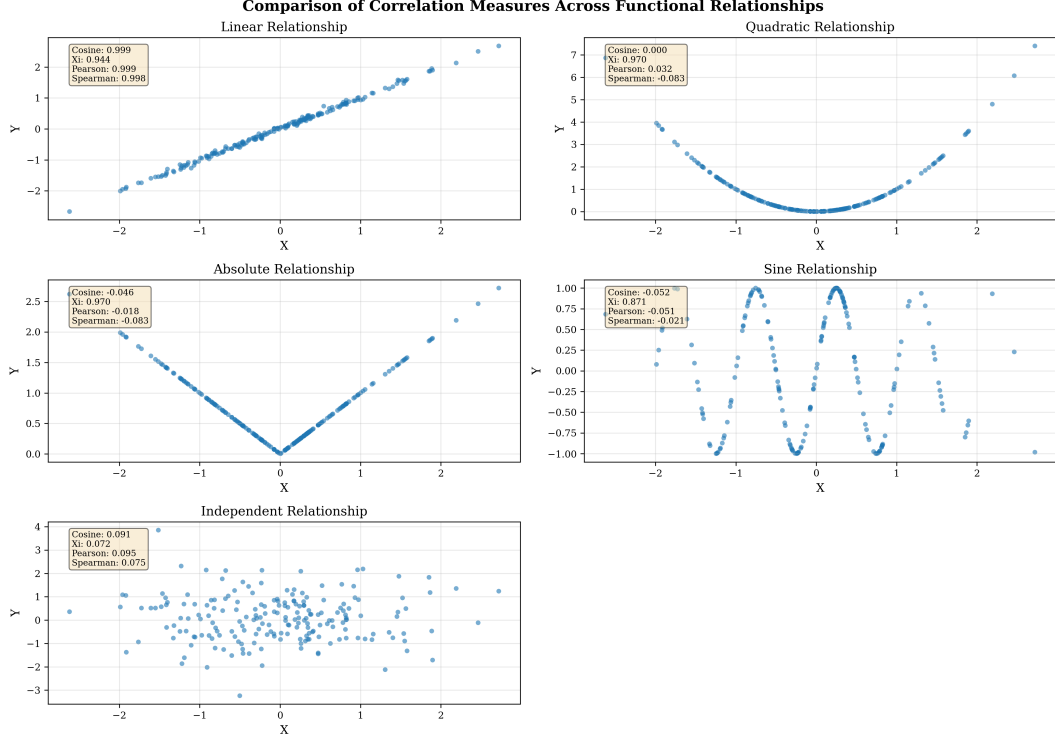 Comparison of Correlation Measures Across Functional Relationships
Linear Relationship
Cosine: 0.999
Xi: 0.944
Pearson: 0.999
Spearman: 0.998
Y
2
1
0
−1
−2
−2 −1 0 1 2
X
Quadratic Relationship
Cosine: 0.000
Xi: 0.970
Pearson: 0.032
Spearman: -0.083
Y
7
6
5
4
3
2
1
0
−2 −1 0 1 2
X
Absolute Relationship
Cosine: -0.046
Xi: 0.970
Pearson: -0.018
Spearman: -0.083
Y
2.5
2.0
1.5
1.0
0.5
0.0
−2 −1 0 1 2
X
Sine Relationship
Cosine: -0.052
Xi: 0.871
Pearson: -0.051
Spearman: -0.021
Y
1.00
0.75
0.50
0.25
0.00
−0.25
−0.50
−0.75
−1.00
−2 −1 0 1 2
X
Independent Relationship
Cosine: 0.091
Xi: 0.072
Pearson: 0.095
Spearman: 0.075
Y
4
3
2
1
0
−1
−2
−3
−2 −1 0 1 2
X